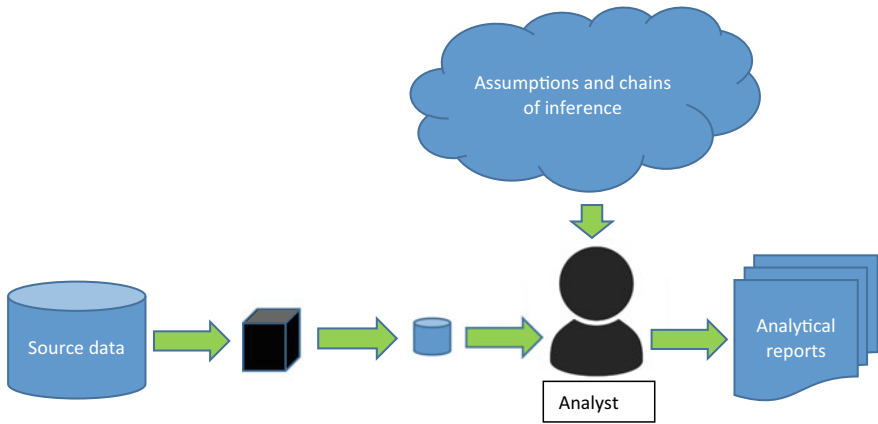 Assumptions and chains
of inference
Source data
Analyst
Analytical
reports